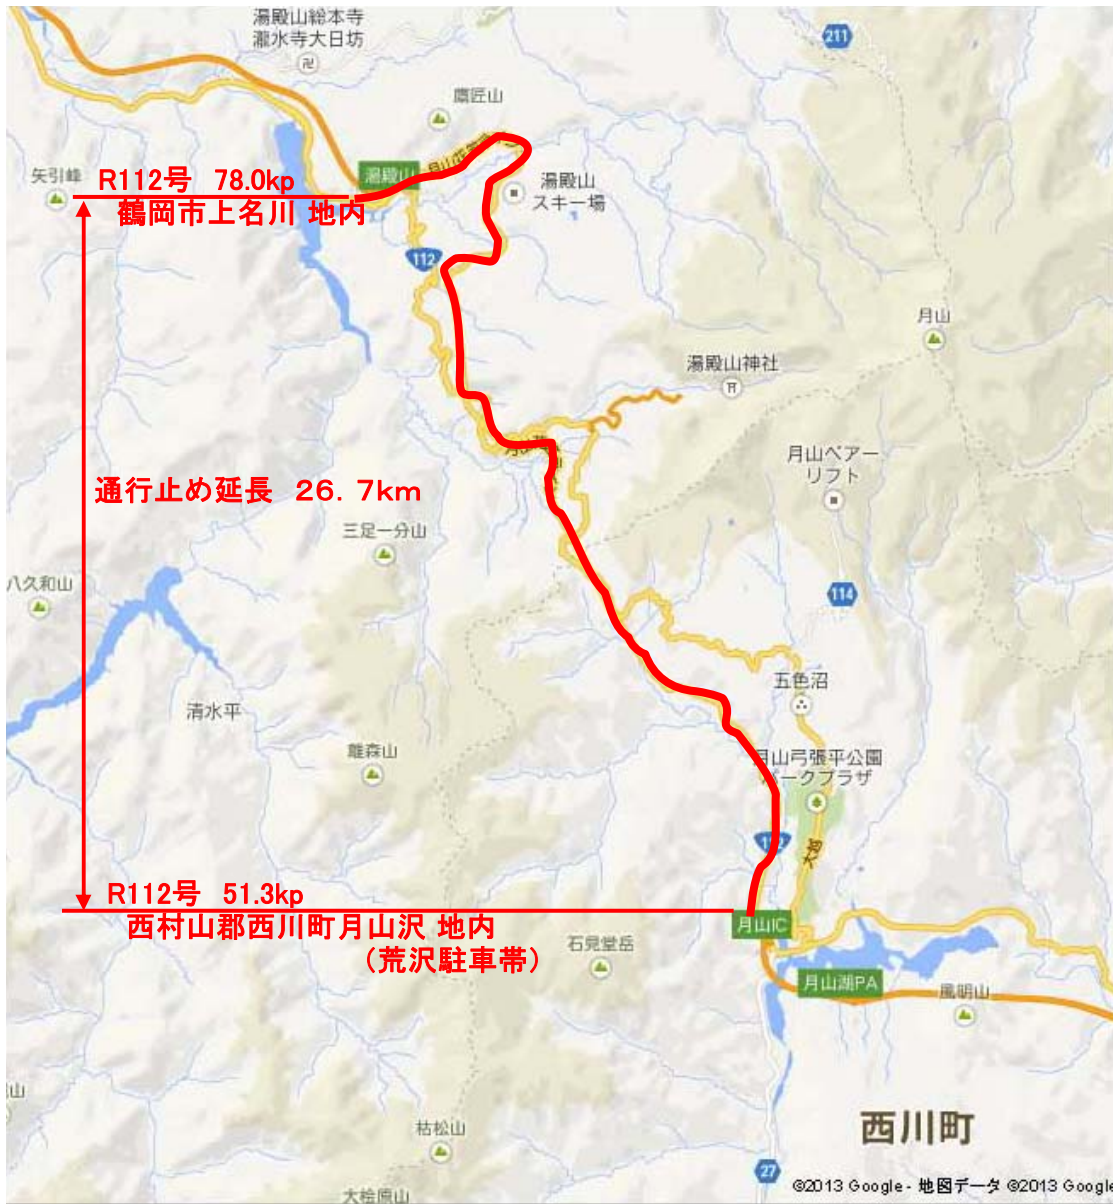 湯殿山総本寺
瀧水寺大日坊
211
鷹匠山
湯殿山
矢引峰
R112号 78.0kp
鶴岡市上名川 地内
湯殿山
スキー場
112
月山
湯殿山神社
月山ペアー
リフト
通行止め延長 26.7km
三足一分山
八久和山
114
五色沼
清水平
離森山
月山弓張平公園
パークプラザ
大越
R112号 51.3kp
西村山郡西川町月山沢 地内
(荒沢駐車帯)
月山IC
石見堂岳
月山湖PA
風明山
山
西川町
枯松山
27
©2013 Google - 地図データ ©2013 Google
大桧原山